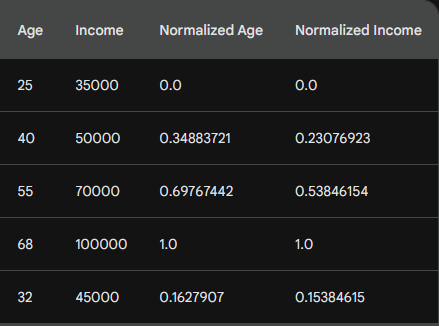 Age Income Normalized Age Normalized Income
25 35000 0.0 0.0
40 50000 0.34883721 0.23076923
55 70000 0.69767442 0.53846154
68 100000 1.0 1.0
32 45000 0.1627907 0.15384615